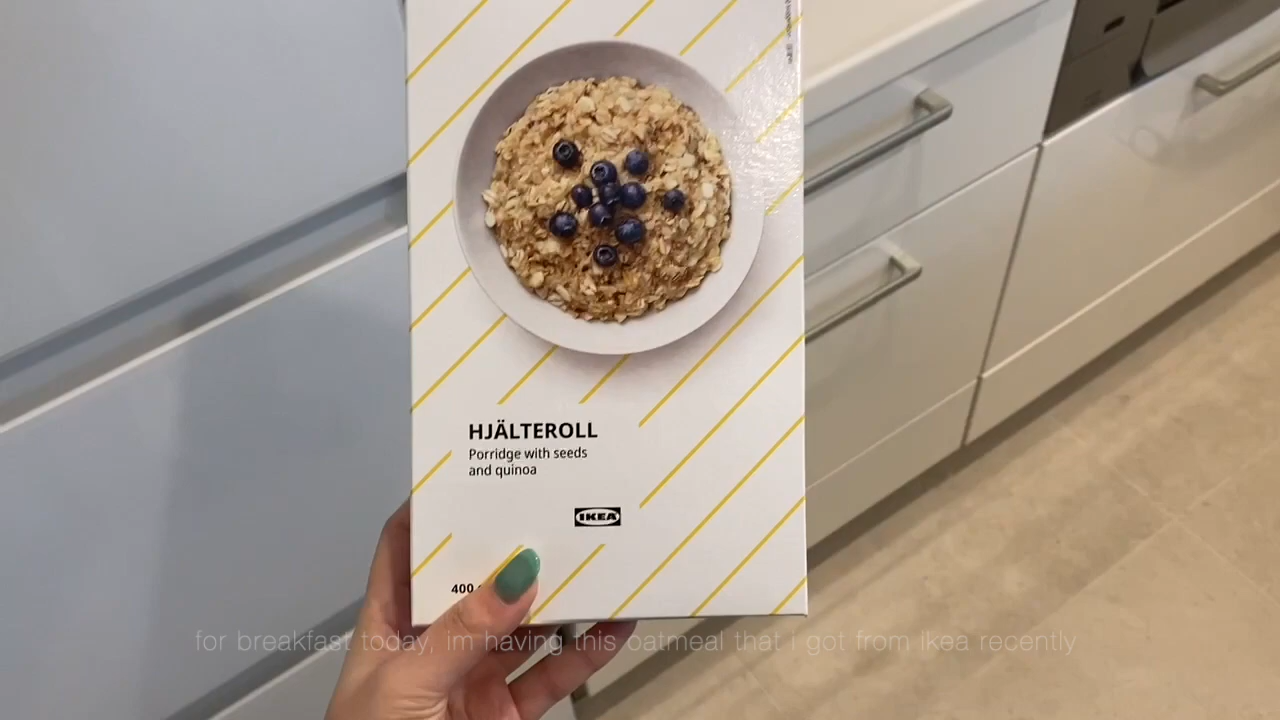 HJÄLTEROLL
Porridge with seeds
and quinoa
IKEA
400
for breakfast today, im having this oatmeal that i got from ikea recently